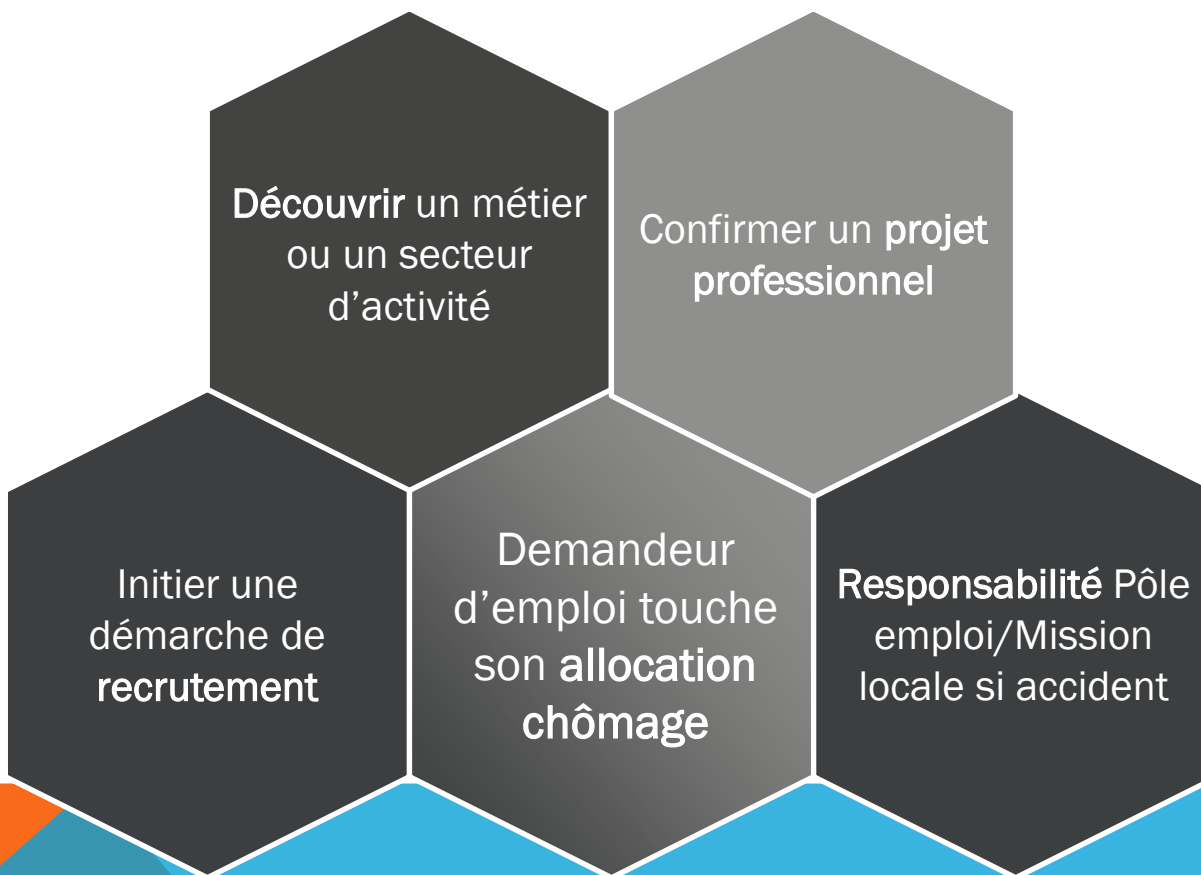 Découvrir un métier
ou un secteur
d’activité
Confirmer un projet
professionnel
Initier une
démarche de
recrutement
Demandeur
d’emploi touche
son allocation
chômage
Responsabilité Pôle
emploi/Mission
locale si accident